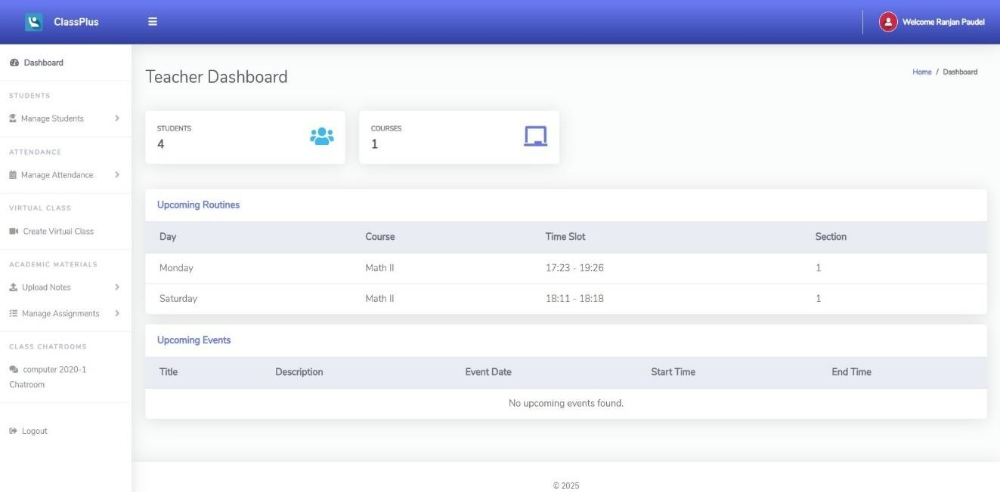 ClassPlus
Welcome Ranjan Paudel
Dashboard
STUDENTS
Manage Students
ATTENDANCE
Manage Attendance
VIRTUAL CLASS
Create Virtual Class
ACADEMIC MATERIALS
Upload Notes
Manage Assignments
CLASS CHATROOMS
computer 2020-1
Chatroom
Logout
Teacher Dashboard
Home / Dashboard
STUDENTS
4
COURSES
1
Upcoming Routines
Day Course Time Slot Section
Monday Math II 17:23 - 19:26 1
Saturday Math II 18:11 - 18:18 1
Upcoming Events
Title Description Event Date Start Time End Time
No upcoming events found.
© 2025